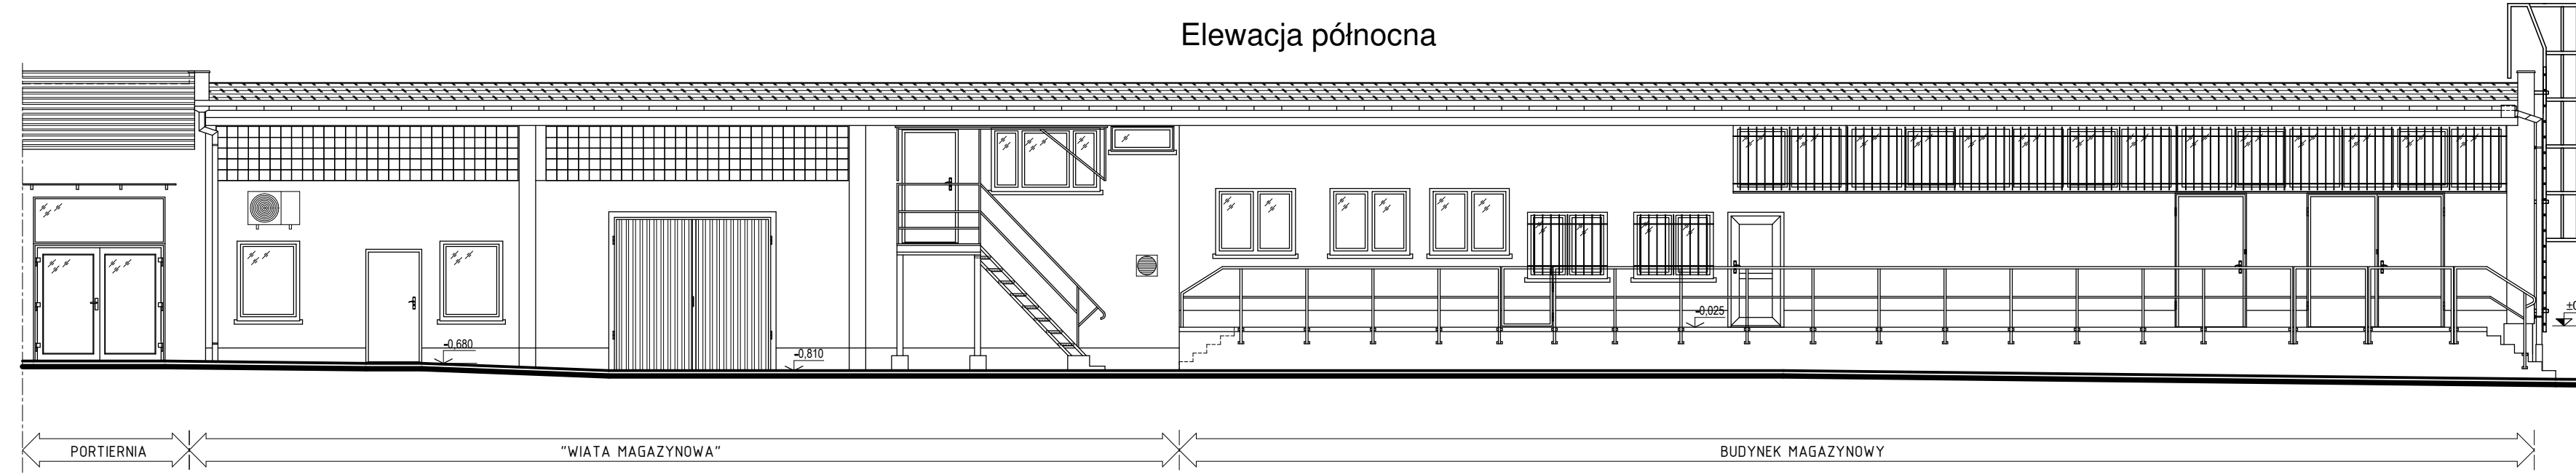 Elewacja północna
-0,680
-0,810
-0,025
PORTIERNIA
"WIATA MAGAZYNOWA"
BUDYNEK MAGAZYNOWY